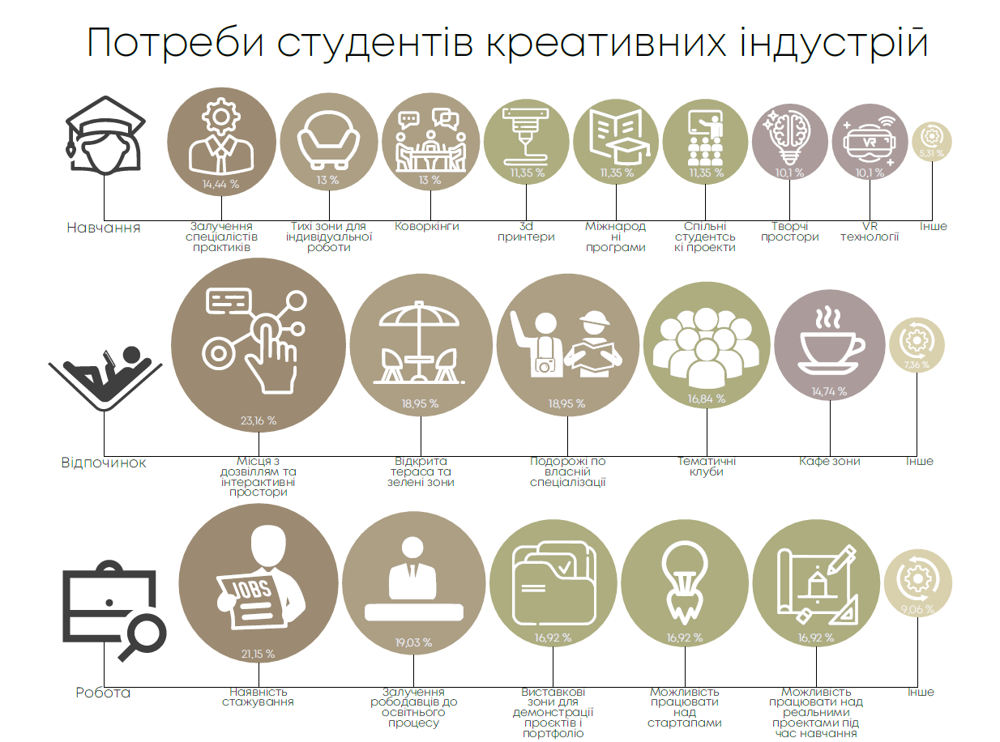 Потреби студентів креативних індустрій
VR
14,44 %
13 %
13 %
11,35 %
11,35 %
11,35 %
10,1 %
10,1 %
5,31 %
Навчання
Залучення
спеціалістів
практиків
Тихі зони для
індивідуальної
роботи
Коворкінги
3d
принтери
Міжнарод
ні
програми
Спільні
студентсь
кі проекти
Творчі
простори
VR
технології
Інше
23,16 %
18,95 %
18,95 %
16,84 %
14,74 %
7,36 %
Відпочинок
Місця з
дозвіллям та
інтерактивні
простори
Відкрита
тераса та
зелені зони
Подорожі по
власній
спеціалізації
Тематичні
клуби
Кафе зони
Інше
JOBS
21,15 %
19,03 %
16,92 %
16,92 %
16,92 %
9,06 %
Робота
Наявність
стажування
Залучення
рободавців до
освітнього
процесу
Виставкові
зони для
демонстрації
проєктів і
портфоліо
Можливість
працювати
над
стартапами
Можливість
працювати над
реальними
проектами під
час навчання
Інше